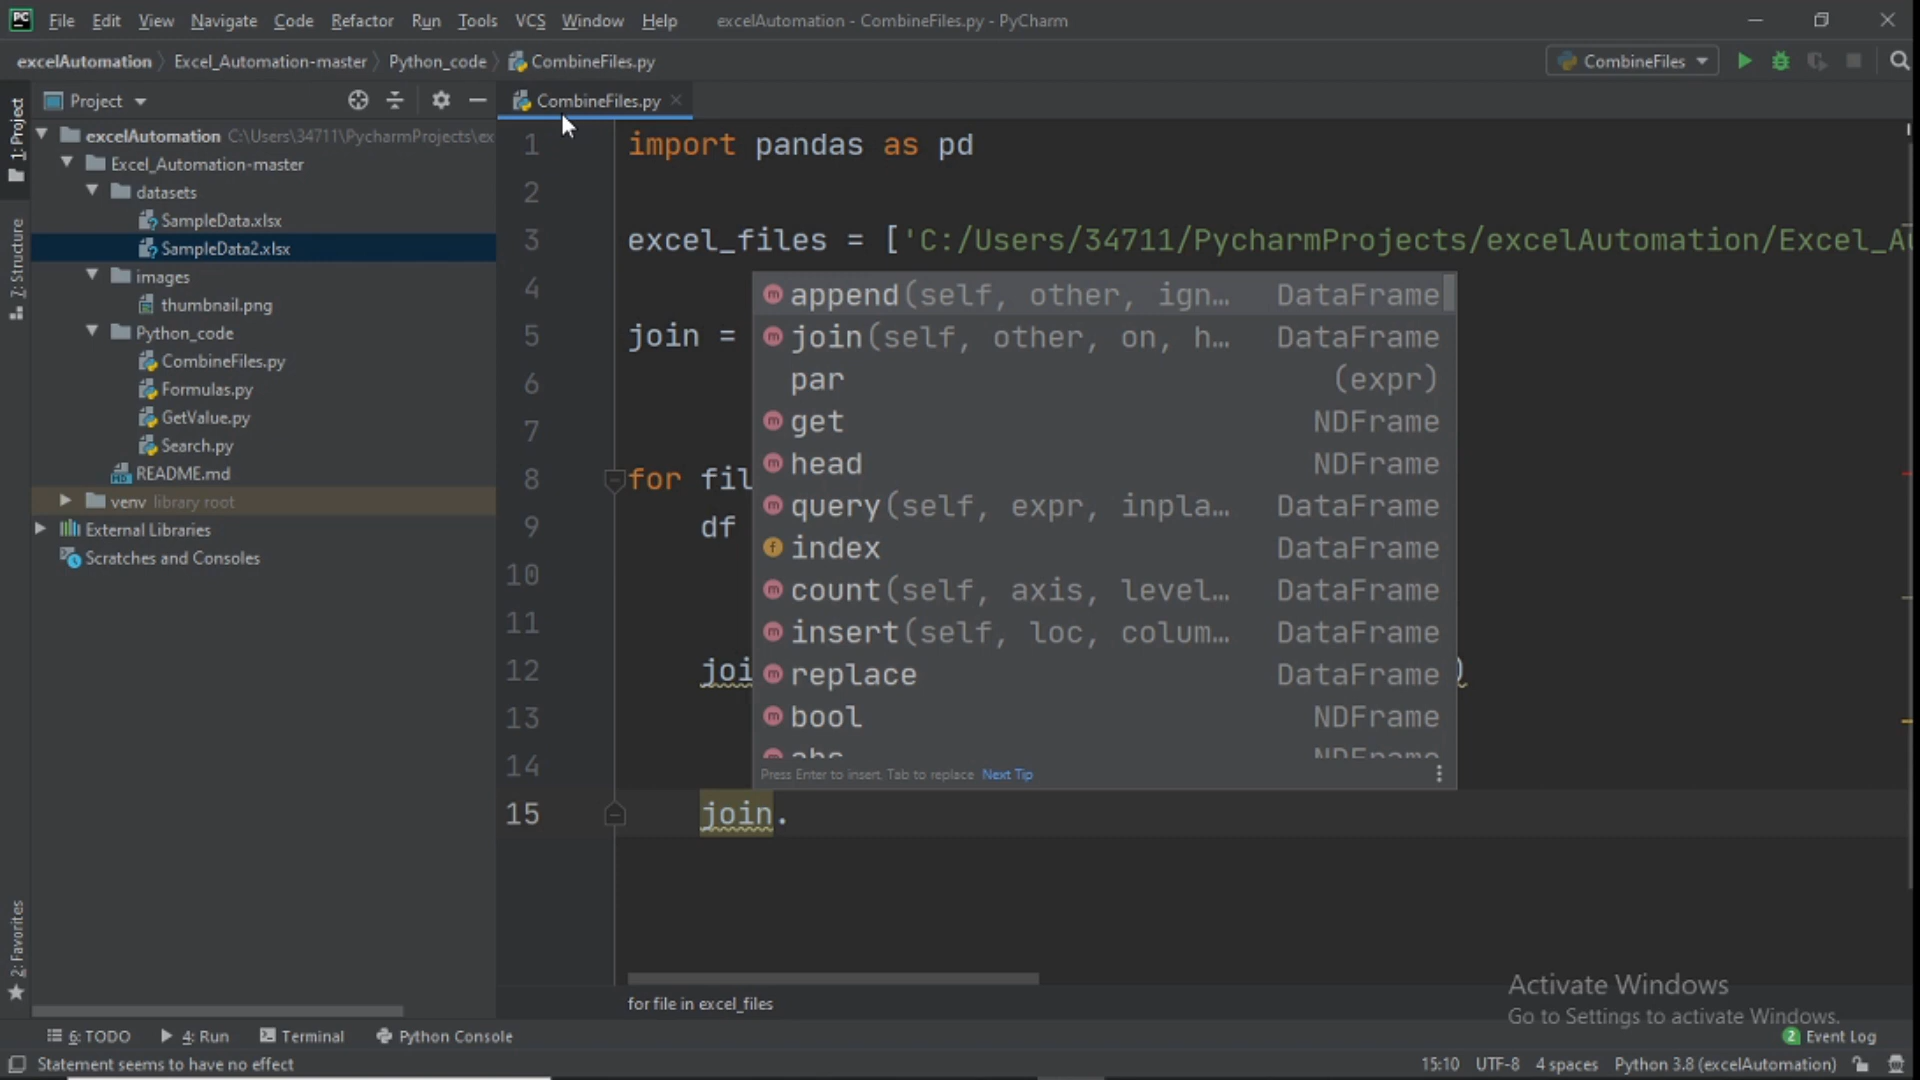 PC File Edit View Navigate Code Refactor Run Tools VCS Window Help excelAutomation - CombineFiles.py - PyCharm
excelAutomation Excel_Automation-master Python_code CombineFiles.py CombineFiles
1: Project
7: Structure
2: Favorites
Project
excelAutomation C:\Users\34711\PycharmProjects\ex
Excel_Automation-master
datasets
SampleData.xlsx
SampleData2.xlsx
images
thumbnail.png
Python_code
CombineFiles.py
Formulas.py
GetValue.py
Search.py
README.md
venv library root
External Libraries
Scratches and Consoles
CombineFiles.py
1 import pandas as pd
2
3 excel_files = ['C:/Users/34711/PycharmProjects/excelAutomation/Excel_Au
4
5 join =
6
7
8 for fil
9 df
10
11
12 joi )
13
14
15 join.
append(self, other, ign... DataFrame
join(self, other, on, h... DataFrame
par (expr)
get NDFrame
head NDFrame
query(self, expr, inpla... DataFrame
index DataFrame
count(self, axis, level... DataFrame
insert(self, loc, colum... DataFrame
replace DataFrame
bool NDFrame
abs NDFrame
Press Enter to insert, Tab to replace Next Tip
for file in excel_files
Activate Windows
Go to Settings to activate Windows.
6: TODO 4: Run Terminal Python Console 2 Event Log
Statement seems to have no effect 15:10 UTF-8 4 spaces Python 3.8 (excelAutomation)